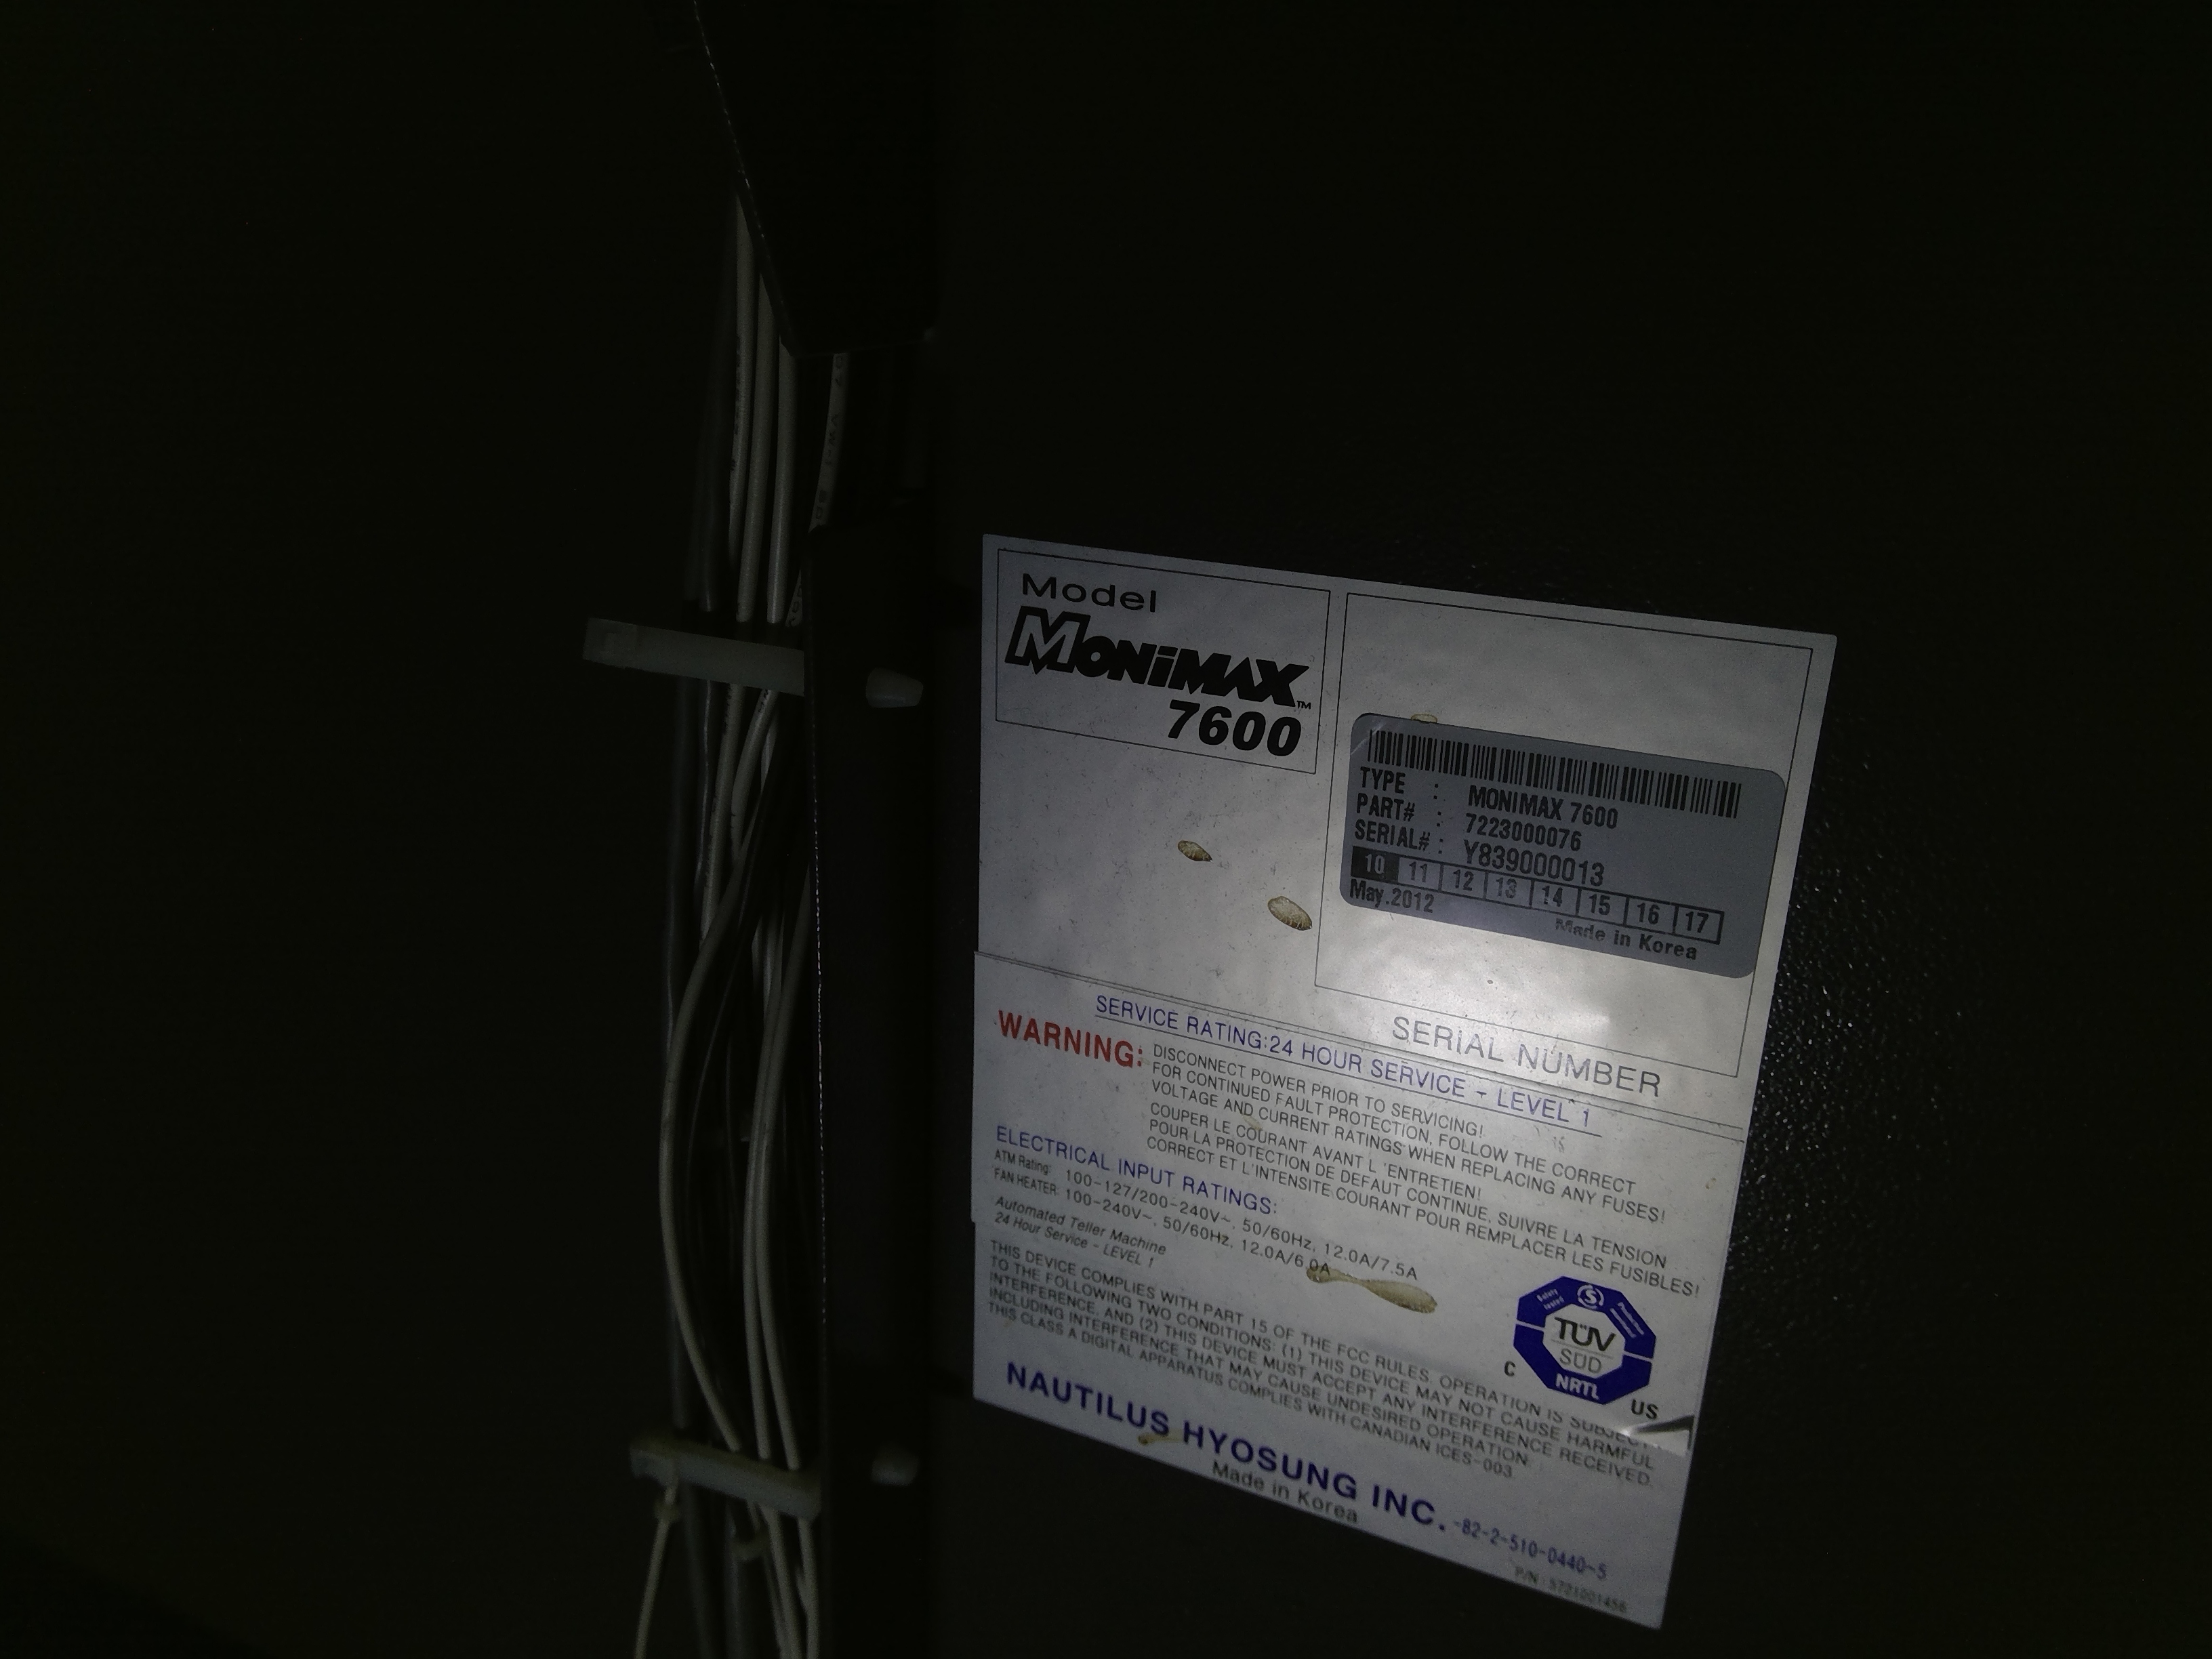 Model
MONiMAX™
7600
TYPE : MONIMAX 7600
PART# : 7223000076
SERIAL# : Y839000013
10 11 12 13 14 15 16 17
May.2012
Made in Korea
SERIAL NUMBER
SERVICE RATING:24 HOUR SERVICE - LEVEL 1
WARNING:
DISCONNECT POWER PRIOR TO SERVICING!
FOR CONTINUED FAULT PROTECTION, FOLLOW THE CORRECT
VOLTAGE AND CURRENT RATINGS WHEN REPLACING ANY FUSES!
COUPER LE COURANT AVANT L 'ENTRETIEN!
POUR LA PROTECTION DE DEFAUT CONTINUE, SUIVRE LA TENSION
CORRECT ET L'INTENSITE COURANT POUR REMPLACER LES FUSIBLES!
ELECTRICAL INPUT RATINGS:
ATM Rating: 100-127/200-240V~, 50/60Hz, 12.0A/7.5A
FAN HEATER: 100-240V~, 50/60Hz, 12.0A/6.0A
Automated Teller Machine
24 Hour Service - LEVEL 1
THIS DEVICE COMPLIES WITH PART 15 OF THE FCC RULES. OPERATION IS SUBJECT
TO THE FOLLOWING TWO CONDITIONS: (1) THIS DEVICE MAY NOT CAUSE HARMFUL
INTERFERENCE, AND (2) THIS DEVICE MUST ACCEPT ANY INTERFERENCE RECEIVED,
INCLUDING INTERFERENCE THAT MAY CAUSE UNDESIRED OPERATION.
THIS CLASS A DIGITAL APPARATUS COMPLIES WITH CANADIAN ICES-003.
Safety tested
TÜV
SÜD
NRTL
C US
NAUTILUS HYOSUNG INC. -82-2-510-0440-5
Made in Korea
P/N : 5721001456